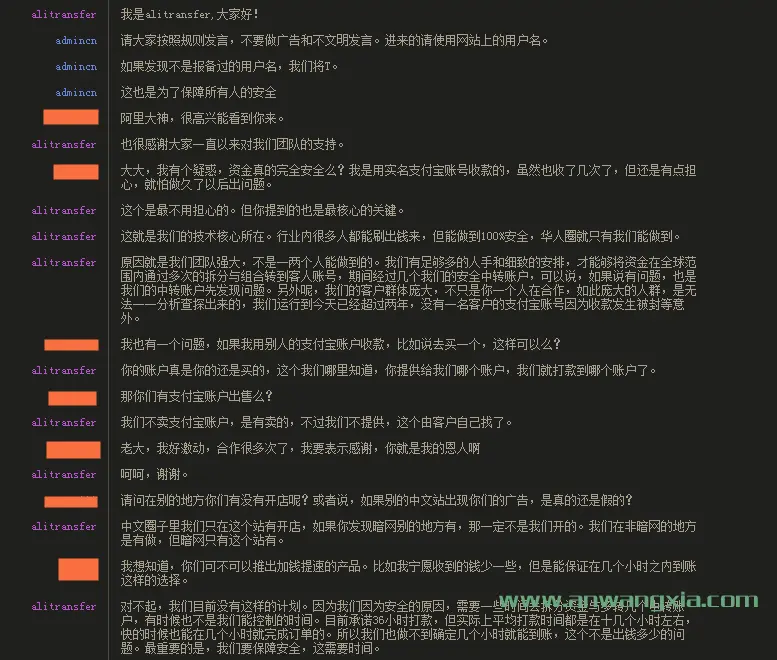 alitransfer 我是alitransfer,大家好！
admincn 请大家按照规则发言，不要做广告和不文明发言。进来的请使用网站上的用户名。
admincn 如果发现不是报备过的用户名，我们将T。
admincn 这也是为了保障所有人的安全
阿里大神，很高兴能看到你来。
alitransfer 也很感谢大家一直以来对我们团队的支持。
大大，我有个疑惑，资金真的完全安全么？我是用实名支付宝账号收款的，虽然也收了几次了，但还是有点担
心，就怕做久了以后出问题。
alitransfer 这个是最不用担心的。但你提到的也是最核心的关键。
alitransfer 这就是我们的技术核心所在。行业内很多人都能刷出钱来，但能做到100%安全，华人圈就只有我们能做到。
alitransfer 原因就是我们团队强大，不是一两个人能做到的。我们有足够多的人手和细致的安排，才能够将资金在全球范
围内通过多次的拆分与组合转到客人账号，期间经过几个我们的安全中转账户，可以说，如果说有问题，也是
我们的中转账户先发现问题。另外呢，我们的客户群体庞大，不只是你一个人在合作，如此庞大的人群，是无
法一一分析查探出来的，我们运行到今天已经超过两年，没有一名客户的支付宝账号因为收款发生被封等意
外。
我也有一个问题，如果我用别人的支付宝账户收款，比如说去买一个，这样可以么？
alitransfer 你的账户真是你的还是买的，这个我们哪里知道，你提供给我们哪个账户，我们就打款到哪个账户了。
那你们有支付宝账户出售么？
alitransfer 我们不卖支付宝账户，是有卖的，不过我们不提供，这个由客户自己找了。
老大，我好激动，合作很多次了，我要表示感谢，你就是我的恩人啊
alitransfer 呵呵，谢谢。
请问在别的地方你们有没有开店呢？或者说，如果别的中文站出现你们的广告，是真的还是假的？
alitransfer 中文圈子里我们只在这个站有开店，如果你发现暗网别的地方有，那一定不是我们开的。我们在非暗网的地方
是有做，但暗网只有这个站有。
我想知道，你们可不可以推出加钱提速的产品。比如我宁愿收到的钱少一些，但是能保证在几个小时之内到账
这样的选择。
www.anwangxia.com
alitransfer 对不起，我们目前没有这样的计划。因为我们因为安全的原因，需要一些时间去拆分资金
户，有时候也不是我们能控制的时间。目前承诺36小时打款，但实际上平均打款时间都是在十几个小时左右，
快的时候也能在几个小时就完成订单的。所以我们也做不到确定几个小时就能到账，这个不是出钱多少的问
题。最重要的是，我们要保障安全，这需要时间。